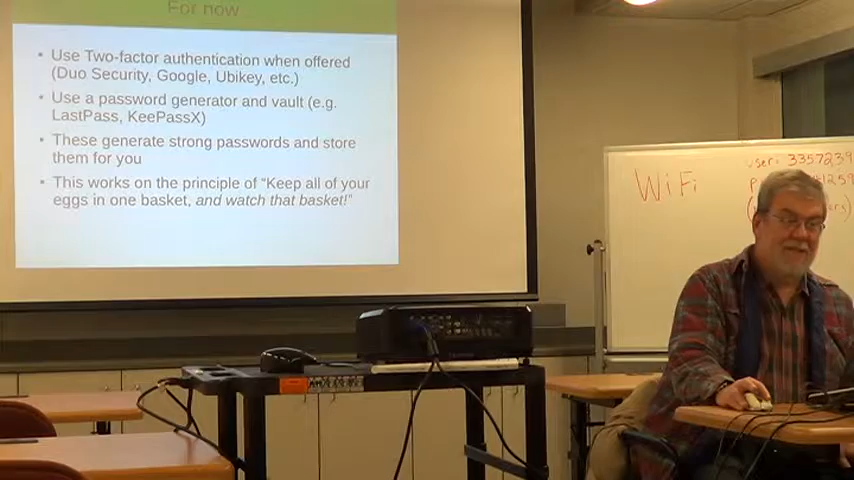 For now
• Use Two-factor authentication when offered
(Duo Security, Google, Ubikey, etc.)
• Use a password generator and vault (e.g.
LastPass, KeePassX)
• These generate strong passwords and store
them for you
• This works on the principle of “Keep all of your
eggs in one basket, and watch that basket!”
WiFi
user: 3357239